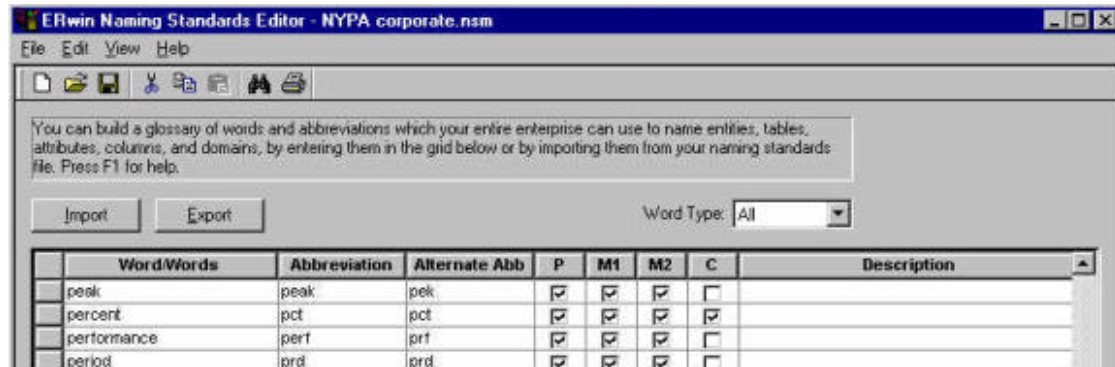 ERwin Naming Standards Editor - NYPA corporate.nsm
File Edit View Help
You can build a glossary of words and abbreviations which your entire enterprise can use to name entities, tables,
attributes, columns, and domains, by entering them in the grid below or by importing them from your naming standards
file. Press F1 for help.
Import Export Word Type: All
Word/Words Abbreviation Alternate Abb P M1 M2 C Description
peak peak pek
percent pct pct
performance perf prf
period prd prd